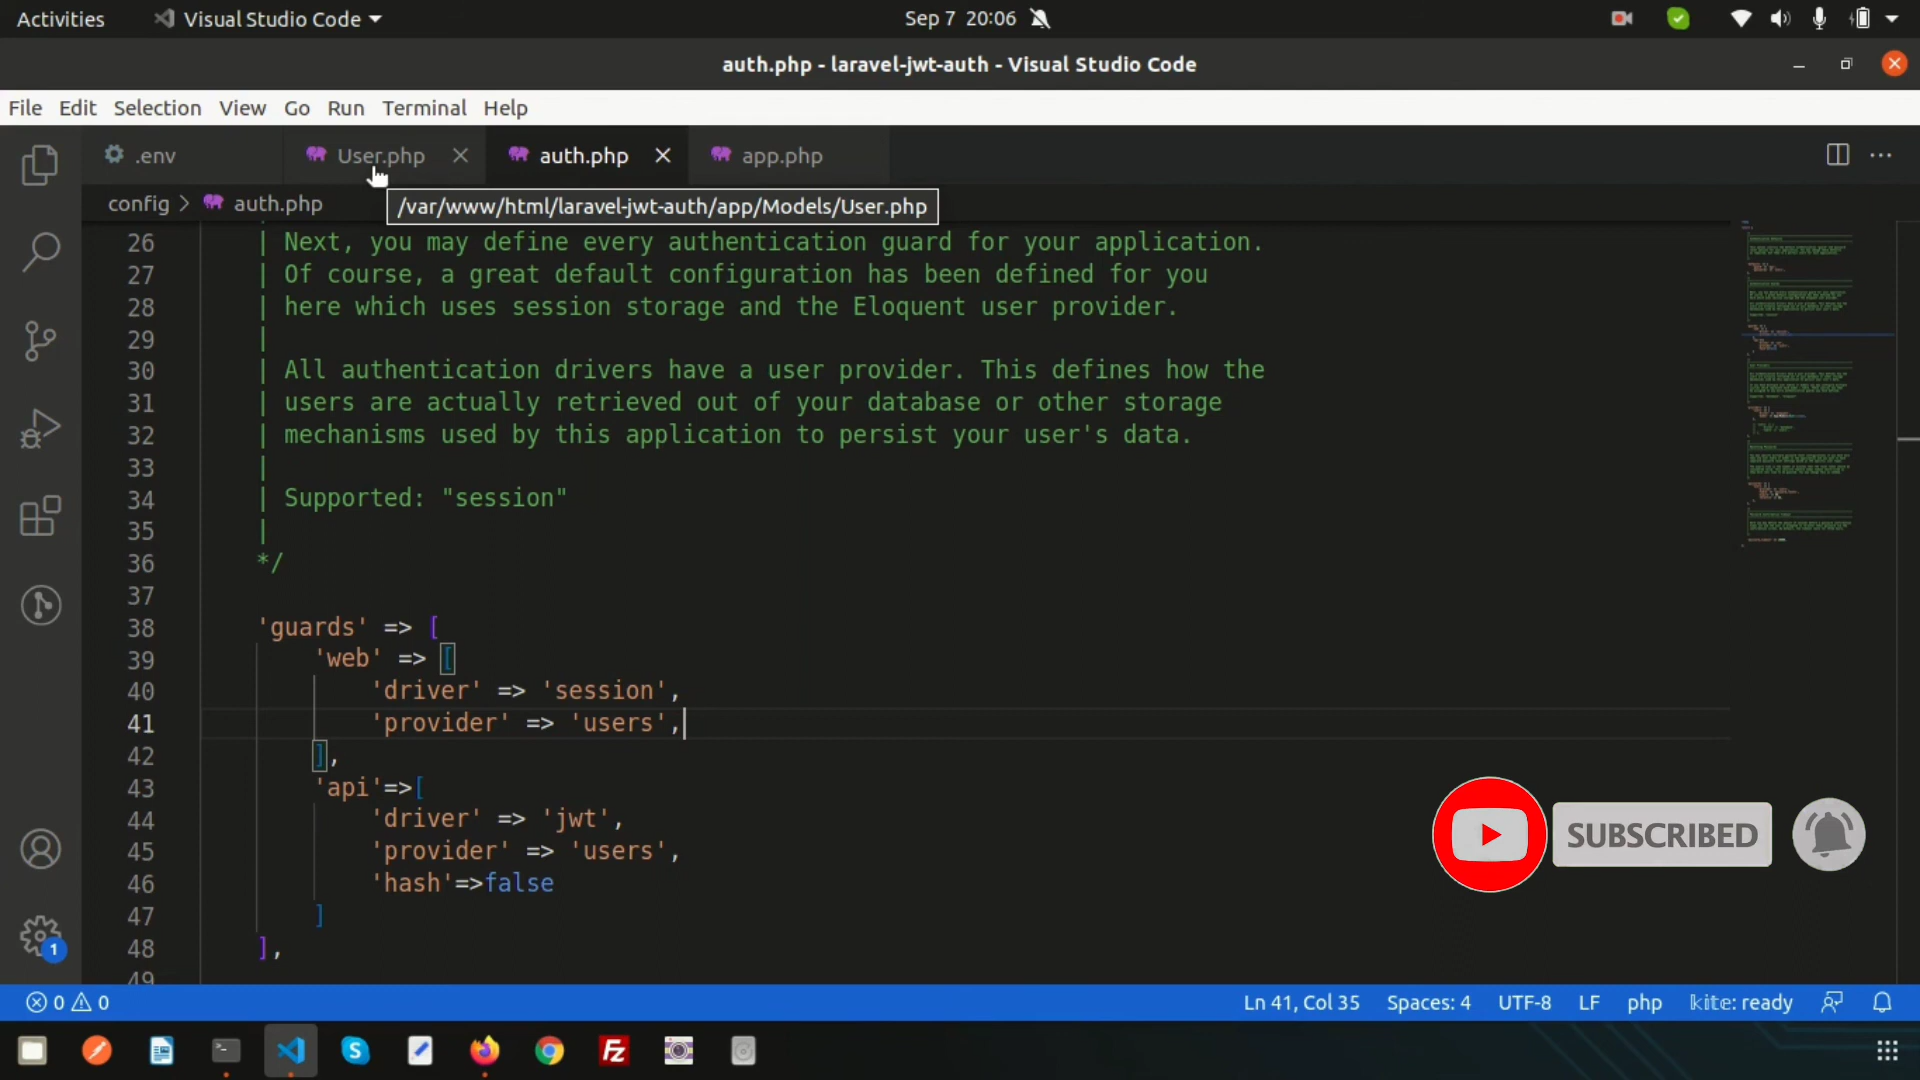 Activities
Visual Studio Code
Sep 7 20:06
auth.php - laravel-jwt-auth - Visual Studio Code
File Edit Selection View Go Run Terminal Help
.env
User.php
auth.php
app.php
config > auth.php
/var/www/html/laravel-jwt-auth/app/Models/User.php
26 | Next, you may define every authentication guard for your application.
27 | Of course, a great default configuration has been defined for you
28 | here which uses session storage and the Eloquent user provider.
29 |
30 | All authentication drivers have a user provider. This defines how the
31 | users are actually retrieved out of your database or other storage
32 | mechanisms used by this application to persist your user's data.
33 |
34 | Supported: "session"
35 |
36 */
37
38 'guards' => [
39 'web' => [
40 'driver' => 'session',
41 'provider' => 'users',
42 ],
43 'api'=>[
44 'driver' => 'jwt',
45 'provider' => 'users',
46 'hash'=>false
47 ]
48 ],
49
SUBSCRIBED
1
0 0
Ln 41, Col 35
Spaces: 4
UTF-8
LF
php
kite: ready